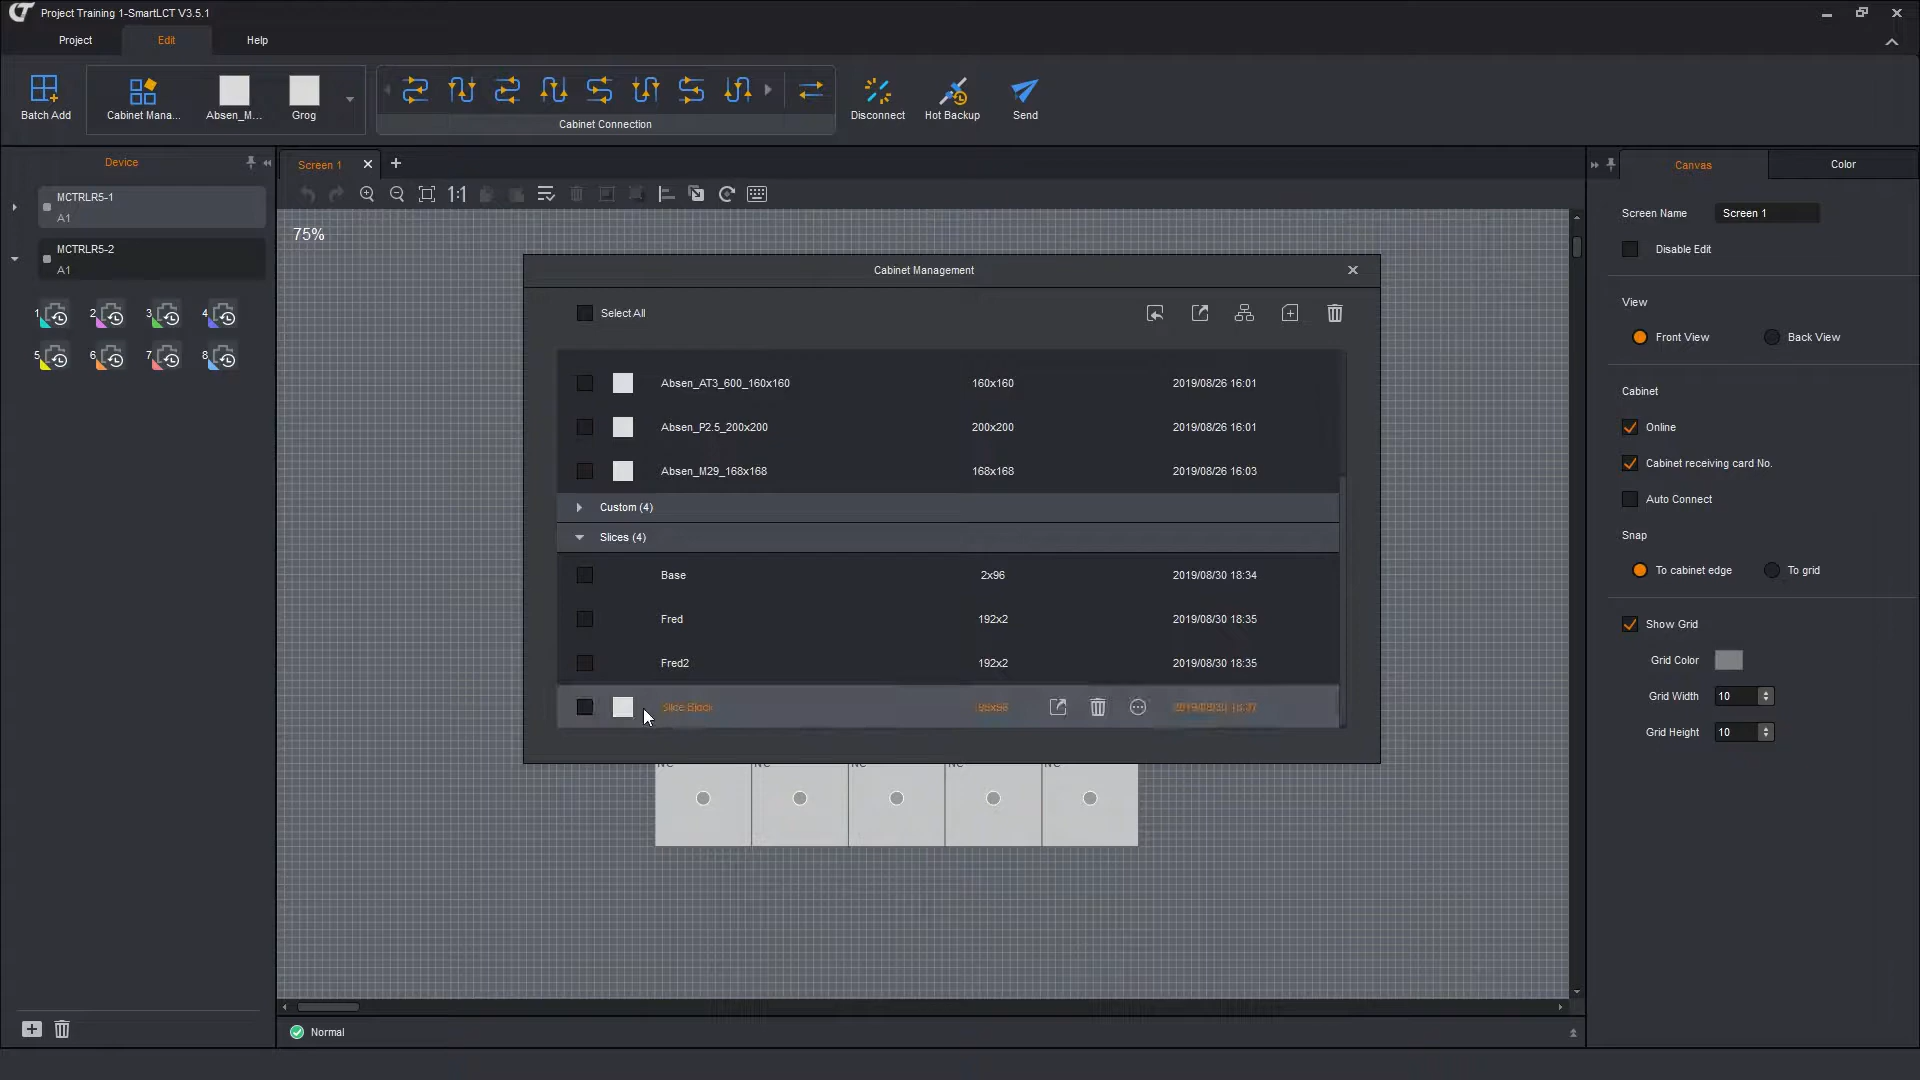 Project Training 1-SmartLCT V3.5.1
Project Edit Help
Batch Add
Cabinet Mana...
Absen_M...
Grog
Cabinet Connection
Disconnect
Hot Backup
Send
Device
MCTRLR5-1
A1
MCTRLR5-2
A1
1 2 3 4
5 6 7 8
Screen 1
1:1
75%
Cabinet Management
Select All
Absen_AT3_600_160x160 160x160 2019/08/26 16:01
Absen_P2.5_200x200 200x200 2019/08/26 16:01
Absen_M29_168x168 168x168 2019/08/26 16:03
Custom (4)
Slices (4)
Base 2x96 2019/08/30 18:34
Fred 192x2 2019/08/30 18:35
Fred2 192x2 2019/08/30 18:35
Slice Block
Normal
Canvas Color
Screen Name Screen 1
Disable Edit
View
Front View Back View
Cabinet
Online
Cabinet receiving card No.
Auto Connect
Snap
To cabinet edge To grid
Show Grid
Grid Color
Grid Width 10
Grid Height 10